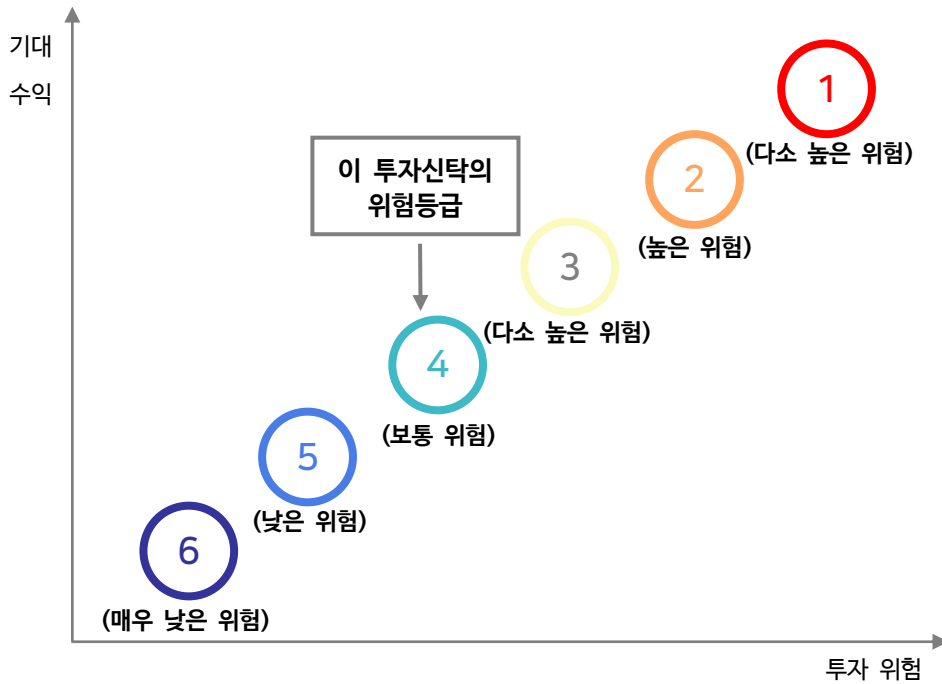 기대
수익
1
(다소 높은 위험)
2
(높은 위험)
이 투자신탁의
위험등급
3
(다소 높은 위험)
4
(보통 위험)
5
(낮은 위험)
6
(매우 낮은 위험)
투자 위험